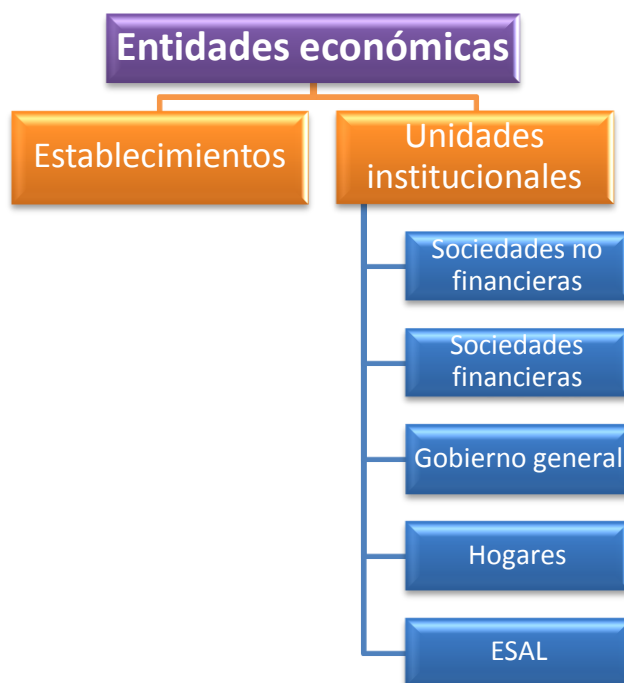 Entidades económicas
Establecimientos
Unidades
institucionales
Sociedades no
financieras
Sociedades
financieras
Gobierno general
Hogares
ESAL